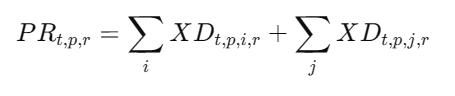 PR_{t,p,r} = \sum_{i} XD_{t,p,i,r} + \sum_{j} XD_{t,p,j,r}